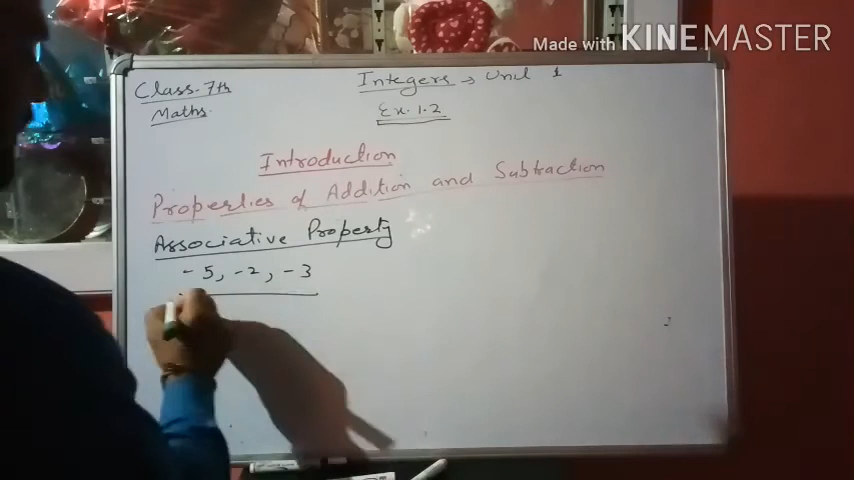 Made with KINEMASTER
Class-7th
Integers → Unit 1
Maths
Ex.1.2
Introduction
Properties of Addition and Subtraction
Associative Property
-5, -2, -3